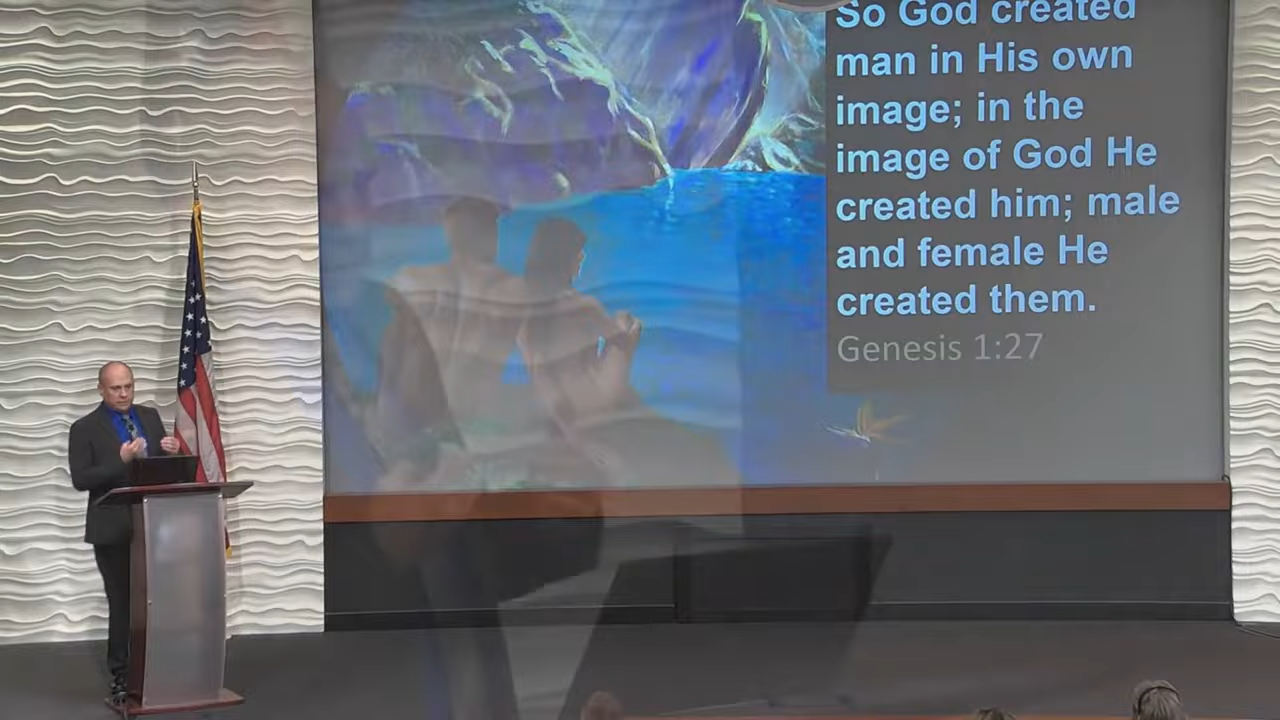 So God created
man in His own
image; in the
image of God He
created him; male
and female He
created them.
Genesis 1:27